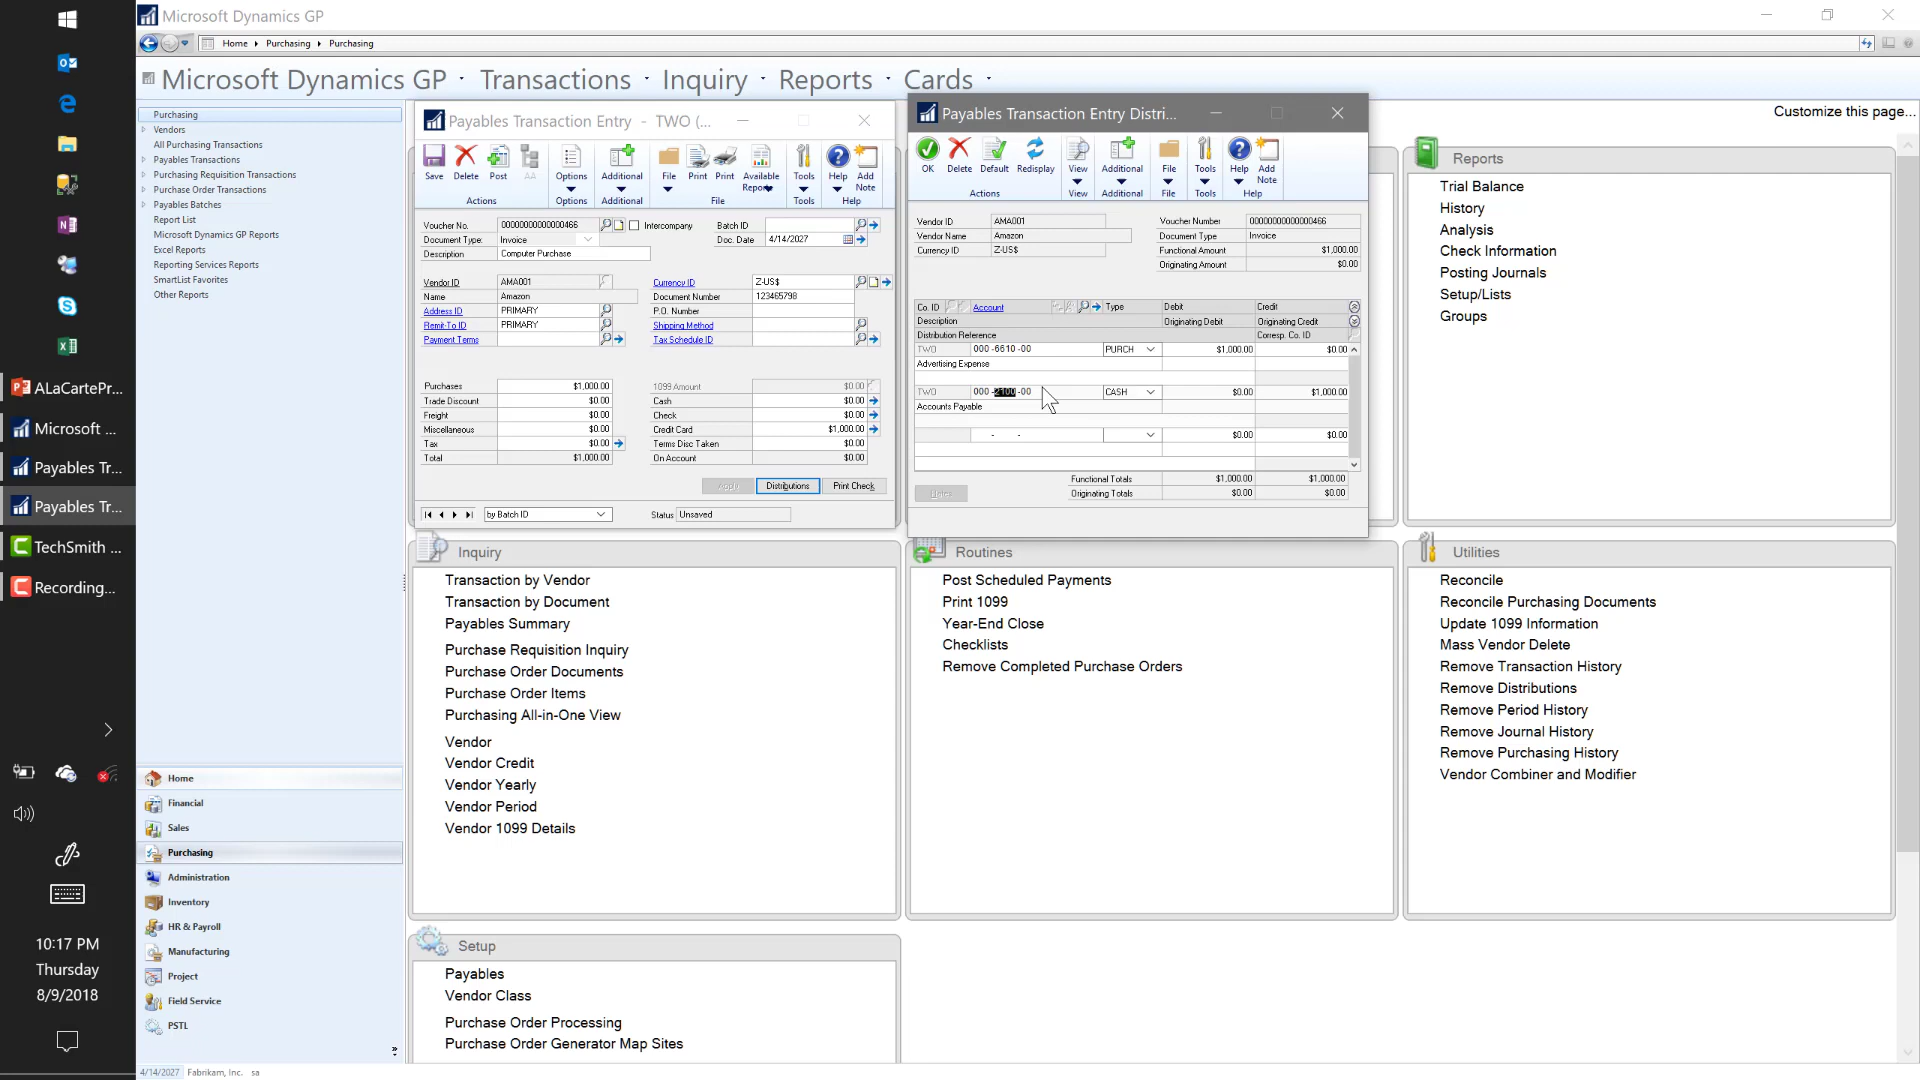 Microsoft Dynamics GP
Home Purchasing Purchasing
Microsoft Dynamics GP Transactions Inquiry Reports Cards
Customize this page...
Purchasing
Vendors
All Purchasing Transactions
Payables Transactions
Purchasing Requisition Transactions
Purchase Order Transactions
Payables Batches
Report List
Microsoft Dynamics GP Reports
Excel Reports
Reporting Services Reports
SmartList Favorites
Other Reports
Home
Financial
Sales
Purchasing
Administration
Inventory
HR & Payroll
Manufacturing
Project
Field Service
PSTL
4/14/2027 Fabrikam, Inc. sa
ALaCartePr...
Microsoft ...
Payables Tr...
Payables Tr...
TechSmith ...
Recording...
10:17 PM
Thursday
8/9/2018
Payables Transaction Entry - TWO (...
Save Delete Post AA Options Additional File Print Print Available Reports Tools Help Add Note
Actions Options Additional File Tools Help
Voucher No. 00000000000000466 Intercompany Batch ID
Document Type: Invoice Doc. Date 4/14/2027
Description Computer Purchase
Vendor ID AMA001 Currency ID Z-US$
Name Amazon Document Number 123465798
Address ID PRIMARY P.O. Number
Remit-To ID PRIMARY Shipping Method
Payment Terms Tax Schedule ID
Purchases $1,000.00 1099 Amount $0.00
Trade Discount $0.00 Cash $0.00
Freight $0.00 Check $0.00
Miscellaneous $0.00 Credit Card $1,000.00
Tax $0.00 Terms Disc Taken $0.00
Total $1,000.00 On Account $0.00
Apply Distributions Print Check
by Batch ID Status Unsaved
Payables Transaction Entry Distri...
OK Delete Default Redisplay View Additional File Tools Help Add Note
Actions View Additional File Tools Help
Vendor ID AMA001 Voucher Number 00000000000000466
Vendor Name Amazon Document Type Invoice
Currency ID Z-US$ Functional Amount $1,000.00
Originating Amount $0.00
Co. ID Account Type Debit Credit
Description Originating Debit Originating Credit
Distribution Reference Corresp. Co. ID
TWO 000 -6610 -00 PURCH $1,000.00 $0.00
Advertising Expense
TWO 000 -2100 -00 CASH $0.00 $1,000.00
Accounts Payable
- - $0.00 $0.00
Functional Totals $1,000.00 $1,000.00
Originating Totals $0.00 $0.00
Reports
Trial Balance
History
Analysis
Check Information
Posting Journals
Setup/Lists
Groups
Inquiry
Transaction by Vendor
Transaction by Document
Payables Summary
Purchase Requisition Inquiry
Purchase Order Documents
Purchase Order Items
Purchasing All-in-One View
Vendor
Vendor Credit
Vendor Yearly
Vendor Period
Vendor 1099 Details
Routines
Post Scheduled Payments
Print 1099
Year-End Close
Checklists
Remove Completed Purchase Orders
Utilities
Reconcile
Reconcile Purchasing Documents
Update 1099 Information
Mass Vendor Delete
Remove Transaction History
Remove Distributions
Remove Period History
Remove Journal History
Remove Purchasing History
Vendor Combiner and Modifier
Setup
Payables
Vendor Class
Purchase Order Processing
Purchase Order Generator Map Sites